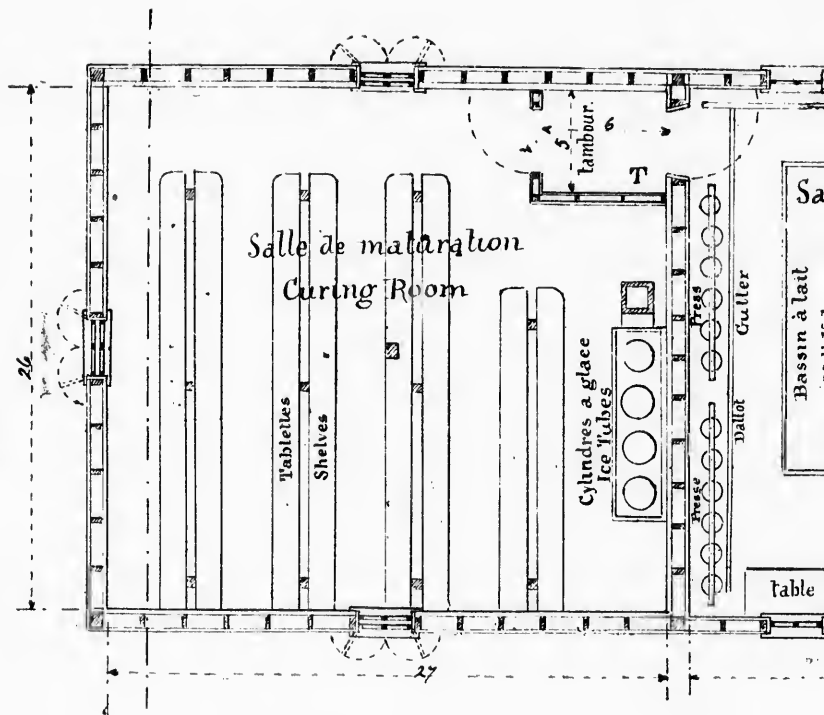 6
5
tambour.
T
Salle de maturation
Curing Room
Tablettes
Shelves
Cylindres a glace
Ice Tubes
26
27
Press
Gutter
Presse
Dallot
Sa
Bassin à lait
table